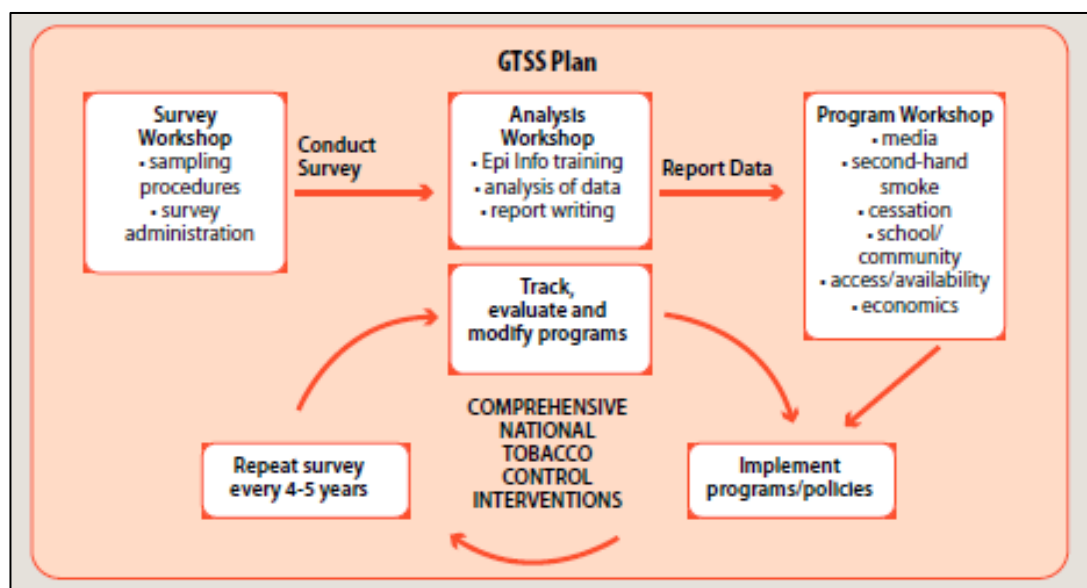 GTSS Plan
Survey
Workshop
• sampling
procedures
• survey
administration
Conduct
Survey
Analysis
Workshop
• Epi Info training
• analysis of data
• report writing
Report Data
Program Workshop
• media
• second-hand
smoke
• cessation
• school/
community
• access/availability
• economics
Track,
evaluate and
modify programs
COMPREHENSIVE
NATIONAL
TOBACCO
CONTROL
INTERVENTIONS
Repeat survey
every 4-5 years
Implement
programs/policies